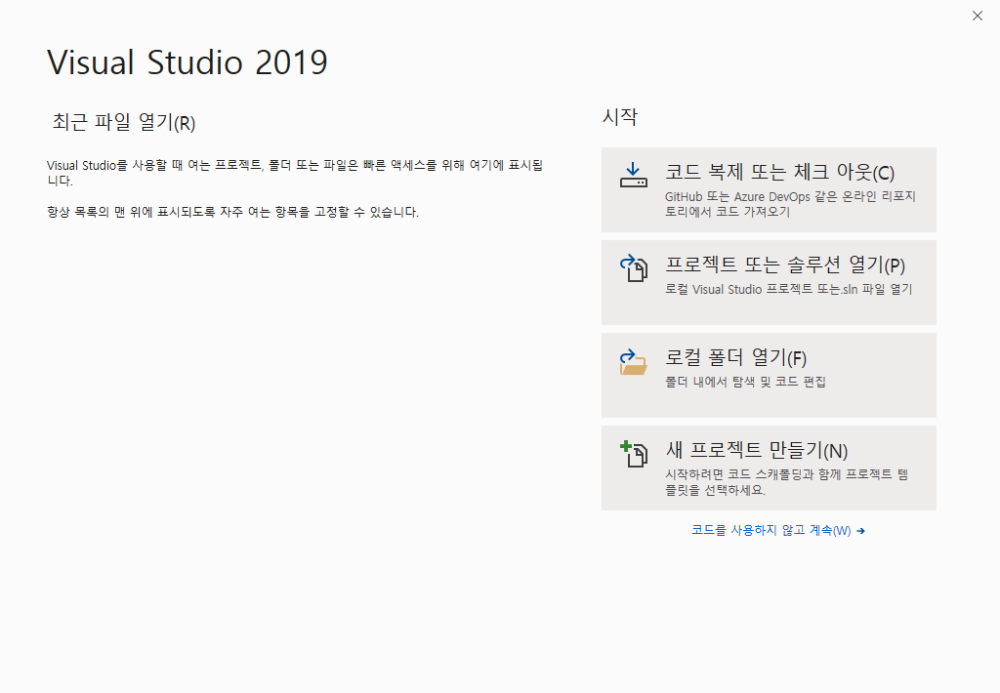 Visual Studio 2019
최근 파일 열기(R)
Visual Studio를 사용할 때 여는 프로젝트, 폴더 또는 파일은 빠른 액세스를 위해 여기에 표시됩
니다.
항상 목록의 맨 위에 표시되도록 자주 여는 항목을 고정할 수 있습니다.
시작
코드 복제 또는 체크 아웃(C)
GitHub 또는 Azure DevOps 같은 온라인 리포지
토리에서 코드 가져오기
프로젝트 또는 솔루션 열기(P)
로컬 Visual Studio 프로젝트 또는.sln 파일 열기
로컬 폴더 열기(F)
폴더 내에서 탐색 및 코드 편집
새 프로젝트 만들기(N)
시작하려면 코드 스캐폴딩과 함께 프로젝트 템
플릿을 선택하세요.
코드를 사용하지 않고 계속(W) →